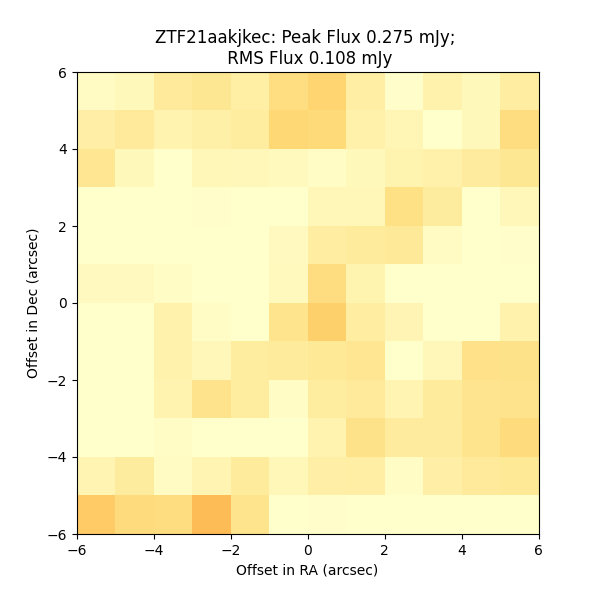 ZTF21aakjkec: Peak Flux 0.275 mJy;
RMS Flux 0.108 mJy
6
4
2
0
−2
−4
−6
Offset in Dec (arcsec)
−6 −4 −2 0 2 4 6
Offset in RA (arcsec)